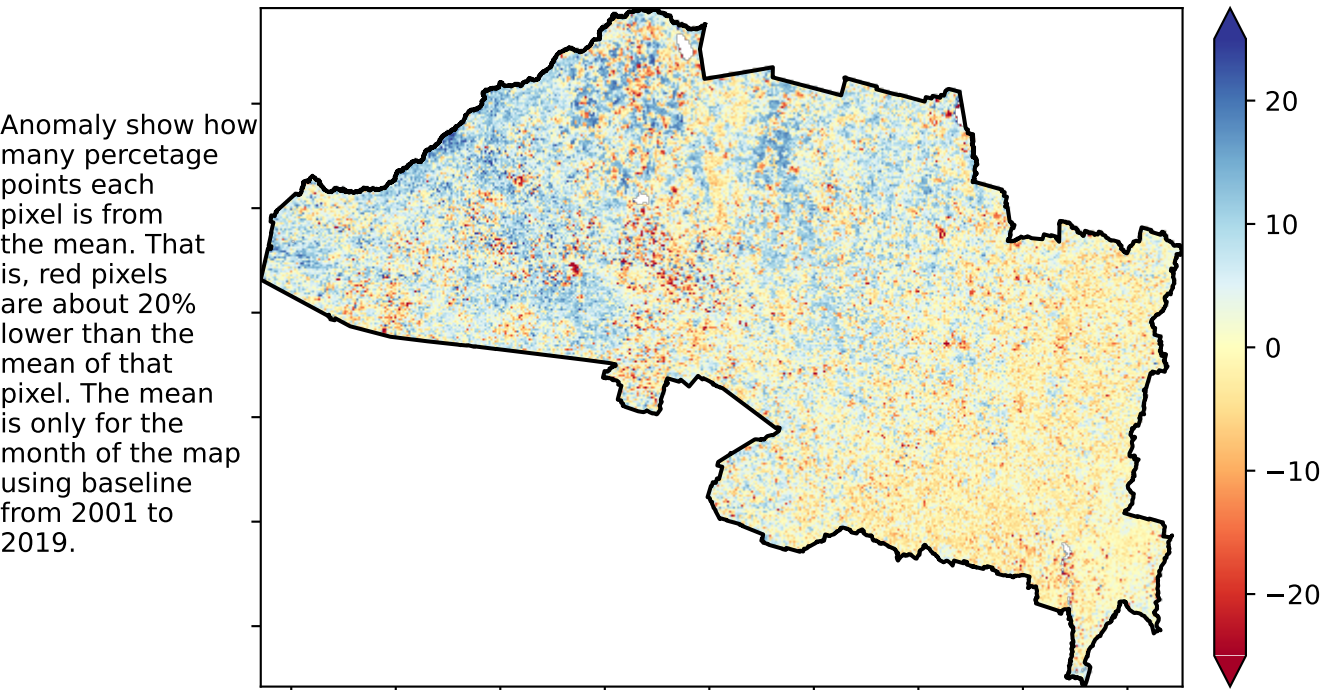 Anomaly show how
many percetage
points each
pixel is from
the mean. That
is, red pixels
are about 20%
lower than the
mean of that
pixel. The mean
is only for the
month of the map
using baseline
from 2001 to
2019.
20
10
0
−10
−20